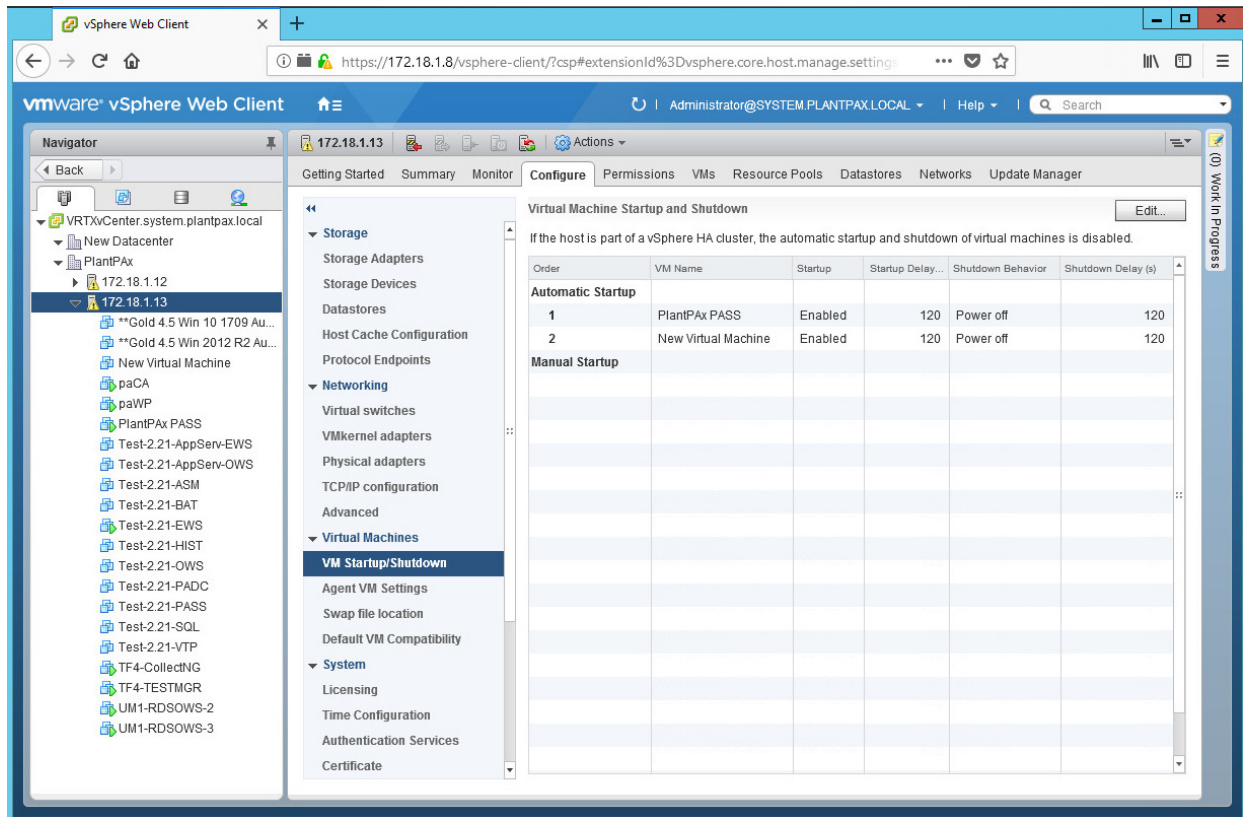 vSphere Web Client
https://172.18.1.8/vsphere-client/?csp#extensionId%3Dvsphere.core.host.manage.settings
vmware® vSphere Web Client
Administrator@SYSTEM.PLANTPAX.LOCAL
Help
Search
Navigator
Back
VRTXvCenter.system.plantpax.local
New Datacenter
PlantPAx
172.18.1.12
172.18.1.13
**Gold 4.5 Win 10 1709 Au...
**Gold 4.5 Win 2012 R2 Au...
New Virtual Machine
paCA
paWP
PlantPAx PASS
Test-2.21-AppServ-EWS
Test-2.21-AppServ-OWS
Test-2.21-ASM
Test-2.21-BAT
Test-2.21-EWS
Test-2.21-HIST
Test-2.21-OWS
Test-2.21-PADC
Test-2.21-PASS
Test-2.21-SQL
Test-2.21-VTP
TF4-CollectNG
TF4-TESTMGR
UM1-RDSOWS-2
UM1-RDSOWS-3
172.18.1.13
Actions
Getting Started Summary Monitor Configure Permissions VMs Resource Pools Datastores Networks Update Manager
Storage
Storage Adapters
Storage Devices
Datastores
Host Cache Configuration
Protocol Endpoints
Networking
Virtual switches
VMkernel adapters
Physical adapters
TCP/IP configuration
Advanced
Virtual Machines
VM Startup/Shutdown
Agent VM Settings
Swap file location
Default VM Compatibility
System
Licensing
Time Configuration
Authentication Services
Certificate
Virtual Machine Startup and Shutdown
Edit...
If the host is part of a vSphere HA cluster, the automatic startup and shutdown of virtual machines is disabled.
Order VM Name Startup Startup Delay... Shutdown Behavior Shutdown Delay (s)
Automatic Startup
1 PlantPAx PASS Enabled 120 Power off 120
2 New Virtual Machine Enabled 120 Power off 120
Manual Startup
(0) Work In Progress